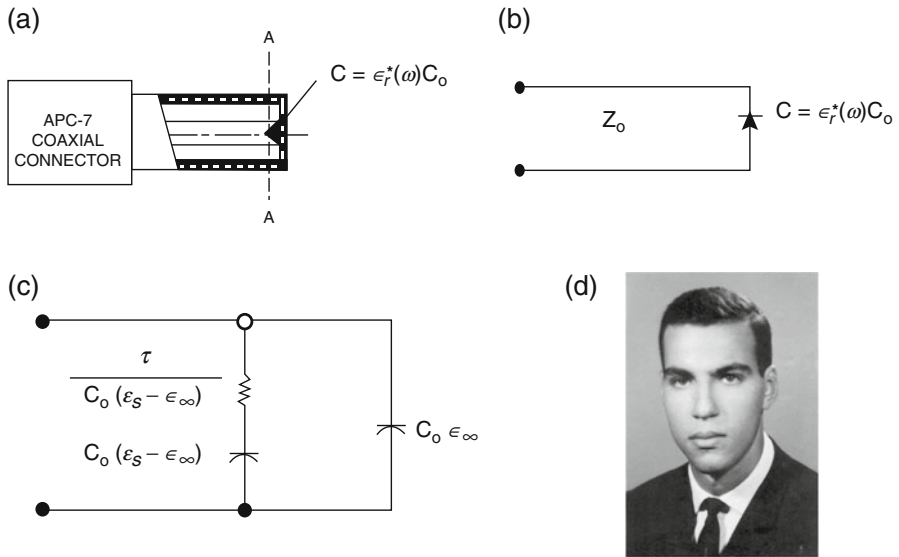 (a)
A
C = ϵᵣ*(ω)Cₒ
APC-7
COAXIAL
CONNECTOR
A
(b)
Zₒ
C = ϵᵣ*(ω)Cₒ
(c)
τ
Cₒ (εₛ − ϵ∞)
Cₒ (εₛ − ϵ∞)
Cₒ ϵ∞
(d)